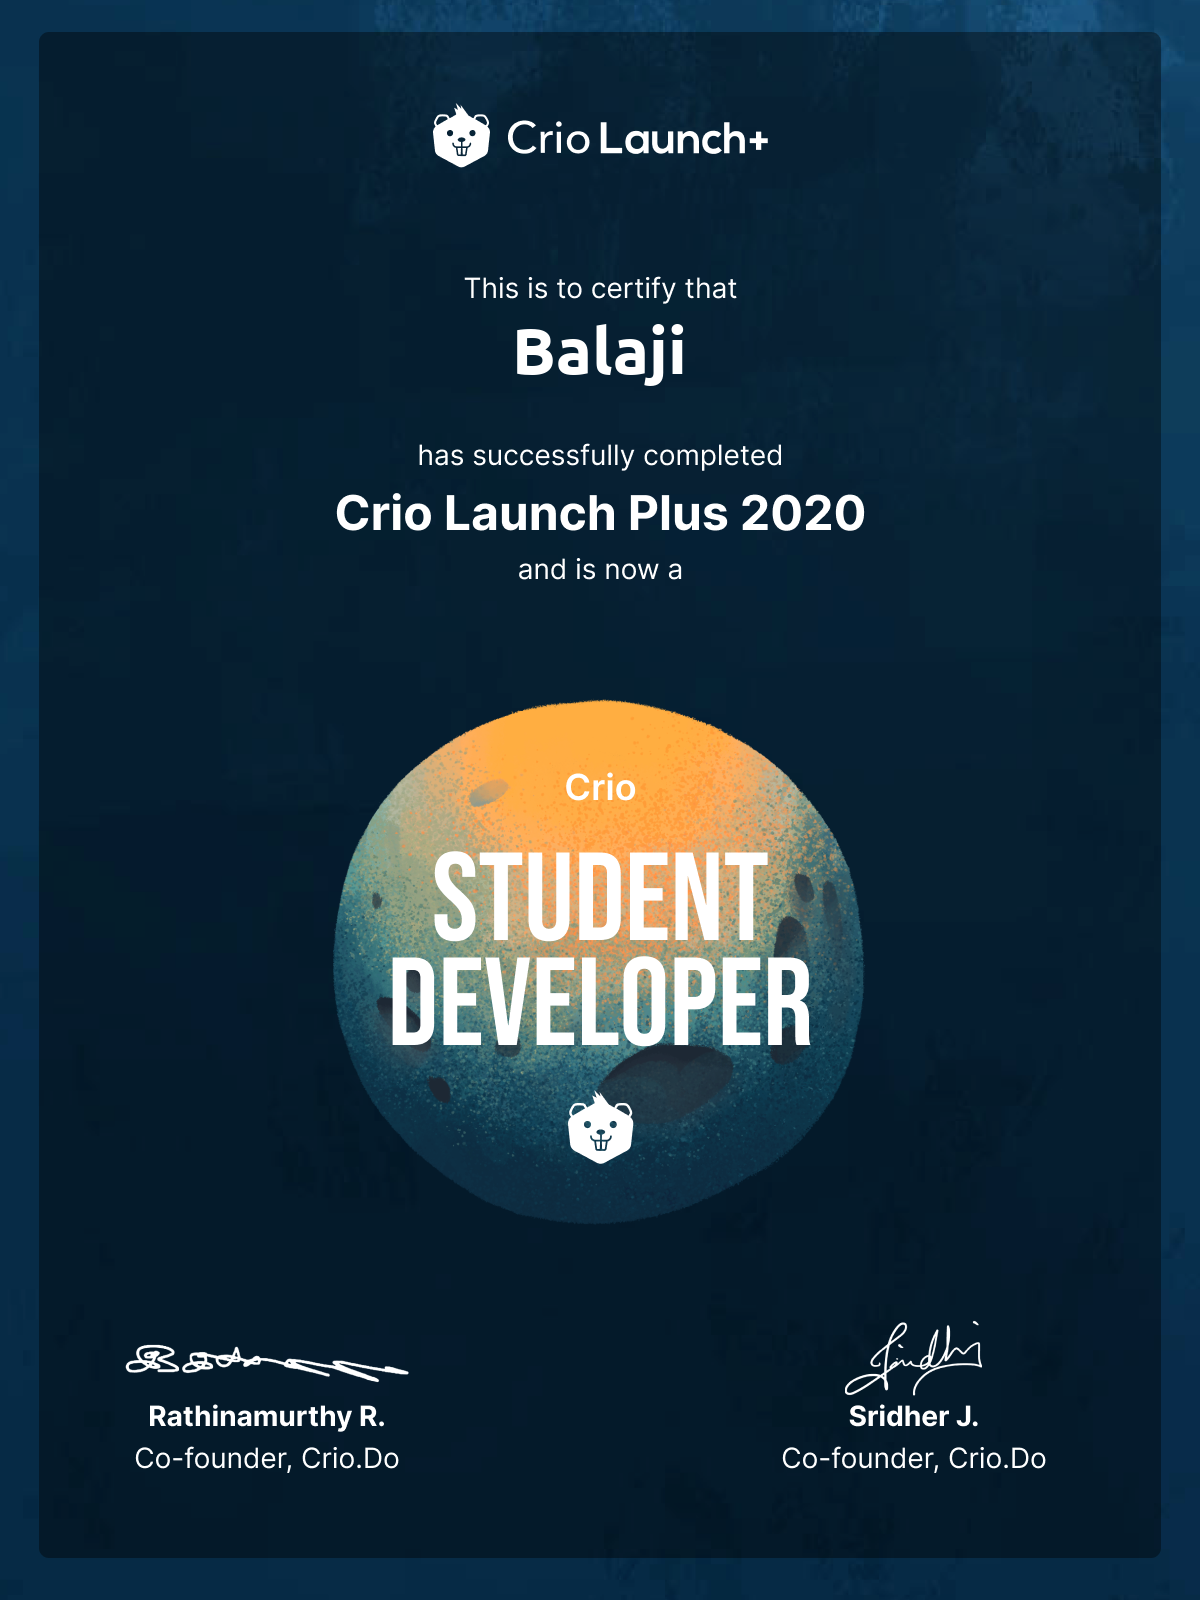 Crio Launch+
This is to certify that
Balaji
has successfully completed
Crio Launch Plus 2020
and is now a
Crio
STUDENT
DEVELOPER
Rathinamurthy R.
Co-founder, Crio.Do
Sridher J.
Co-founder, Crio.Do